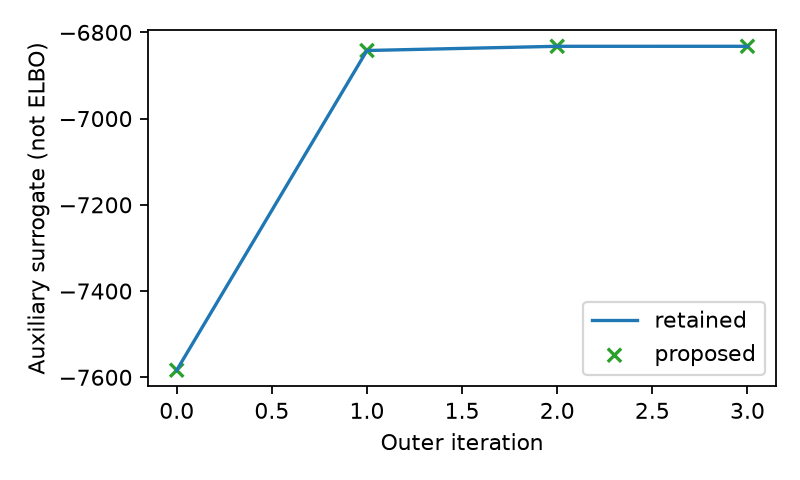 Auxiliary surrogate (not ELBO)
−6800
−7000
−7200
−7400
−7600
retained
proposed
0.0 0.5 1.0 1.5 2.0 2.5 3.0
Outer iteration